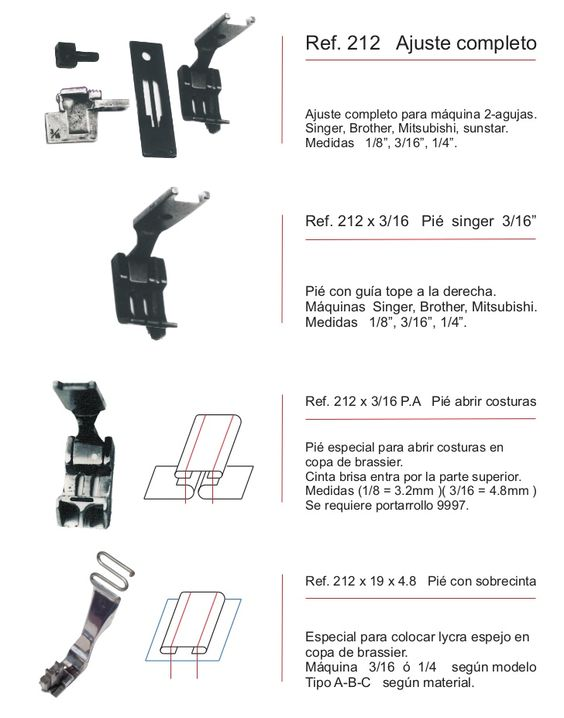 Ref. 212 Ajuste completo
Ajuste completo para máquina 2-agujas.
Singer, Brother, Mitsubishi, sunstar.
Medidas 1/8”, 3/16”, 1/4”.
Ref. 212 x 3/16 Pié singer 3/16”
Pié con guía tope a la derecha.
Máquinas Singer, Brother, Mitsubishi.
Medidas 1/8”, 3/16”, 1/4”.
Ref. 212 x 3/16 P.A Pié abrir costuras
Pié especial para abrir costuras en
copa de brassier.
Cinta brisa entra por la parte superior.
Medidas (1/8 = 3.2mm )( 3/16 = 4.8mm )
Se requiere portarrollo 9997.
Ref. 212 x 19 x 4.8 Pié con sobrecinta
Especial para colocar lycra espejo en
copa de brassier.
Máquina 3/16 ó 1/4 según modelo
Tipo A-B-C según material.